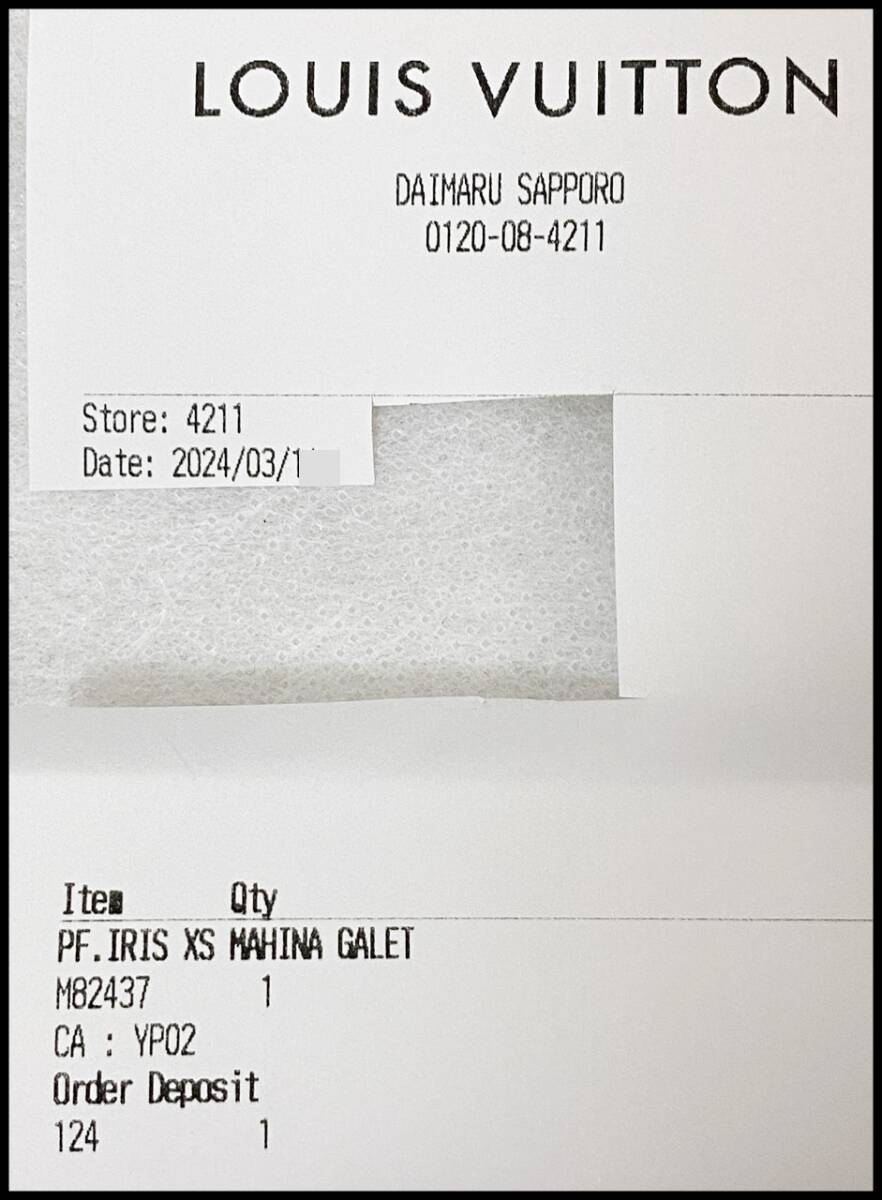 LOUIS VUITTON
DAIMARU SAPPORO
0120-08-4211
Store: 4211
Date: 2024/03/1
Item Qty
PF.IRIS XS MAHINA GALET
M82437 1
CA : YP02
Order Deposit
124 1